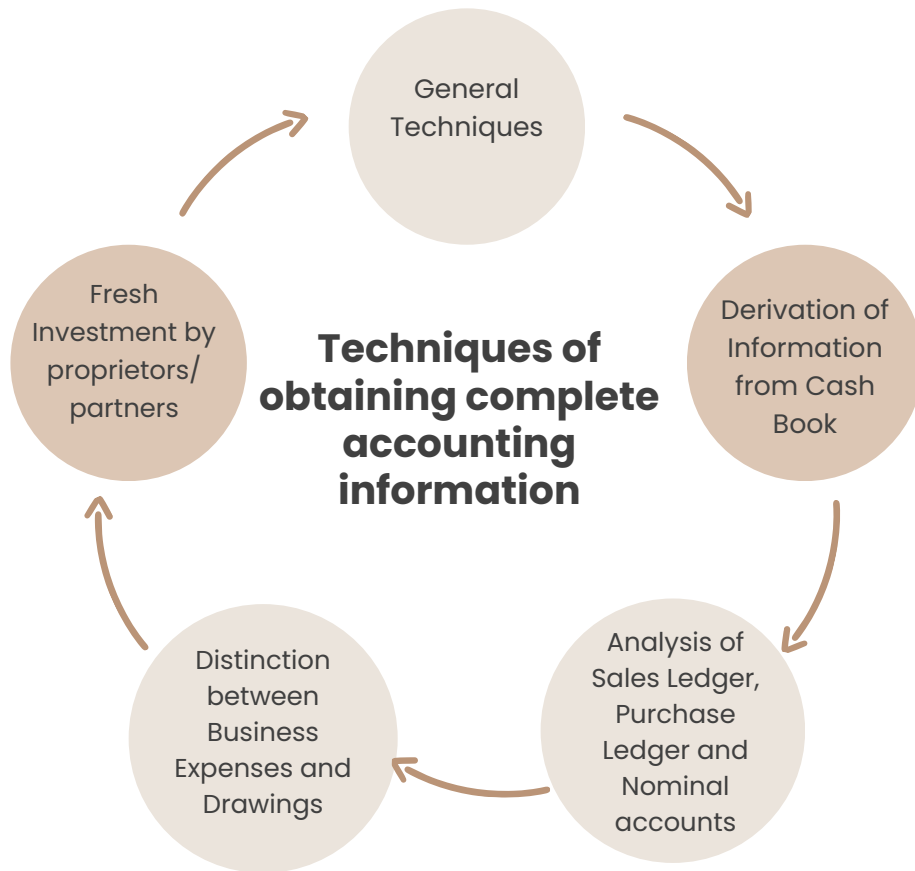 General
Techniques
Derivation of
Information
from Cash
Book
Analysis of
Sales Ledger,
Purchase
Ledger and
Nominal
accounts
Distinction
between
Business
Expenses and
Drawings
Fresh
Investment by
proprietors/
partners
Techniques of
obtaining complete
accounting
information